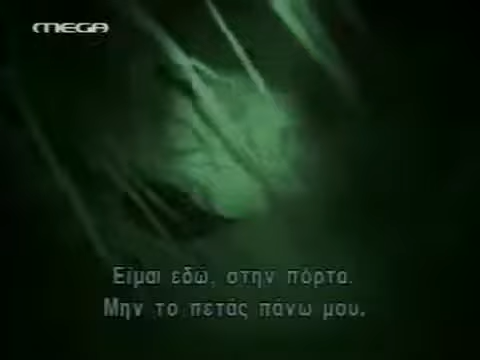 MEGA
Είμαι εδώ, στην πόρτα.
Μην το πετάς πάνω μου.